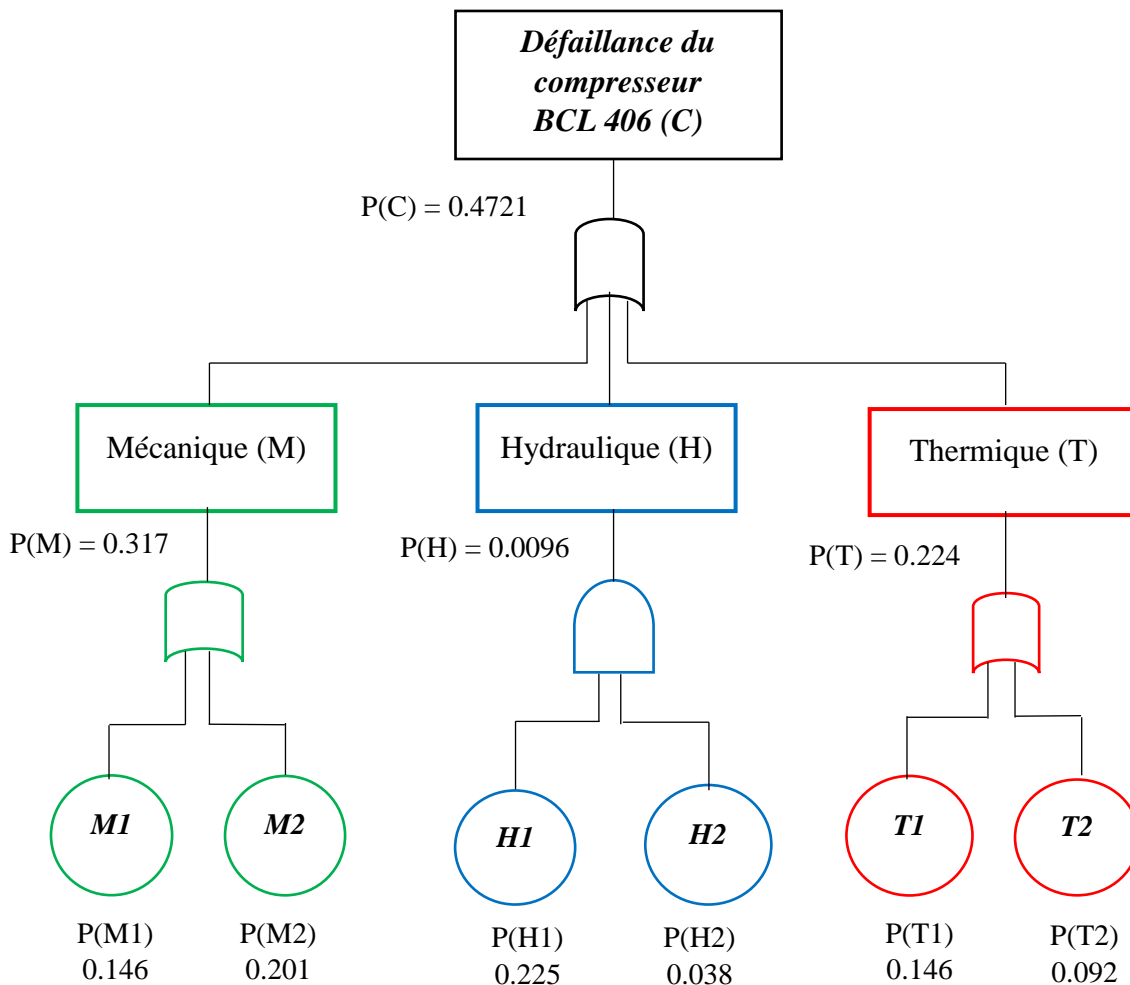 Défaillance du
compresseur
BCL 406 (C)
P(C) = 0.4721
Mécanique (M)
Hydraulique (H)
Thermique (T)
P(M) = 0.317
P(H) = 0.0096
P(T) = 0.224
M1
M2
H1
H2
T1
T2
P(M1)
0.146
P(M2)
0.201
P(H1)
0.225
P(H2)
0.038
P(T1)
0.146
P(T2)
0.092